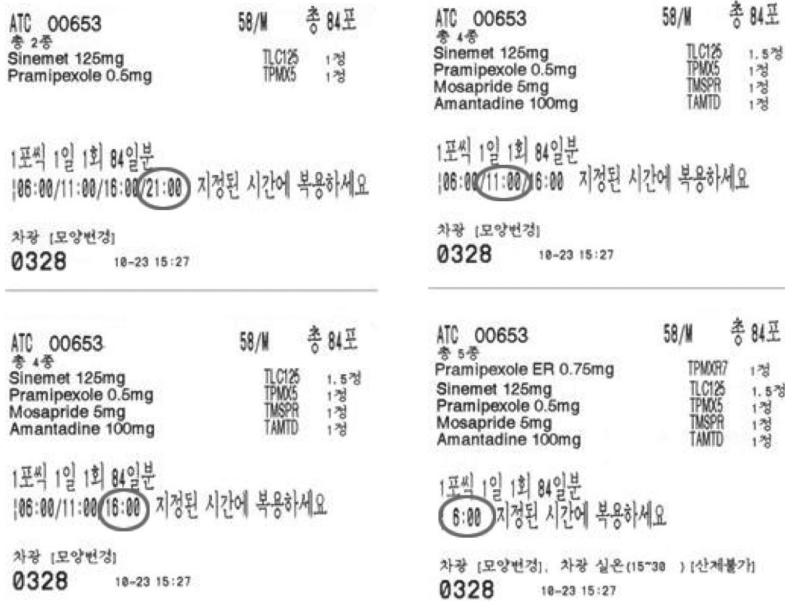 ATC 00653 58/M 총 84포
총 2종
Sinemet 125mg TLC125 1정
Pramipexole 0.5mg TPMX5 1정
1포씩 1일 1회 84일분
|06:00/11:00/16:00/21:00 지정된 시간에 복용하세요
차광 [모양변경]
0328 10-23 15:27
ATC 00653 58/M 총 84포
총 4종
Sinemet 125mg TLC125 1.5정
Pramipexole 0.5mg TPMX5 1정
Mosapride 5mg TMSPR 1정
Amantadine 100mg TAMTD 1정
1포씩 1일 1회 84일분
|06:00/11:00/16:00 지정된 시간에 복용하세요
차광 [모양변경]
0328 10-23 15:27
ATC 00653 58/M 총 84포
총 4종
Sinemet 125mg TLC125 1.5정
Pramipexole 0.5mg TPMX5 1정
Mosapride 5mg TMSPR 1정
Amantadine 100mg TAMTD 1정
1포씩 1일 1회 84일분
|06:00/11:00/16:00 지정된 시간에 복용하세요
차광 [모양변경]
0328 10-23 15:27
ATC 00653 58/M 총 84포
총 5종
Pramipexole ER 0.75mg TPMXR7 1정
Sinemet 125mg TLC125 1.5정
Pramipexole 0.5mg TPMX5 1정
Mosapride 5mg TMSPR 1정
Amantadine 100mg TAMTD 1정
1포씩 1일 1회 84일분
6:00 지정된 시간에 복용하세요
차광 [모양변경], 차광 실온(15~30 )[산제불가]
0328 10-23 15:27